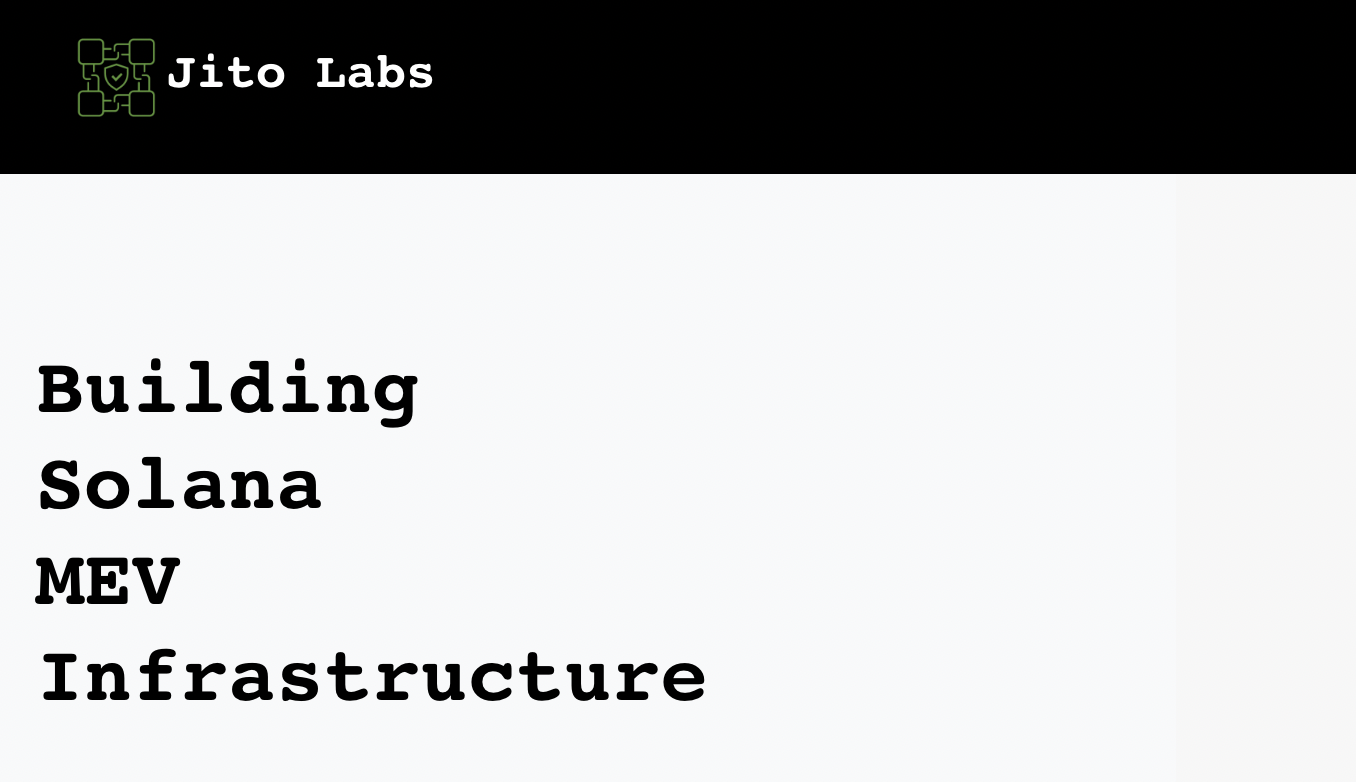 Jito Labs
Building
Solana
MEV
Infrastructure